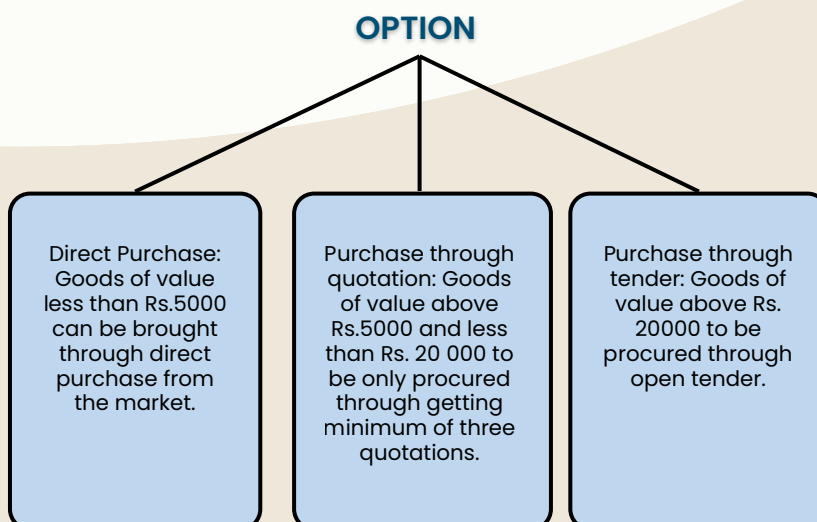 OPTION
Direct Purchase:
Goods of value
less than Rs.5000
can be brought
through direct
purchase from
the market.
Purchase through
quotation: Goods
of value above
Rs.5000 and less
than Rs. 20 000 to
be only procured
through getting
minimum of three
quotations.
Purchase through
tender: Goods of
value above Rs.
20000 to be
procured through
open tender.